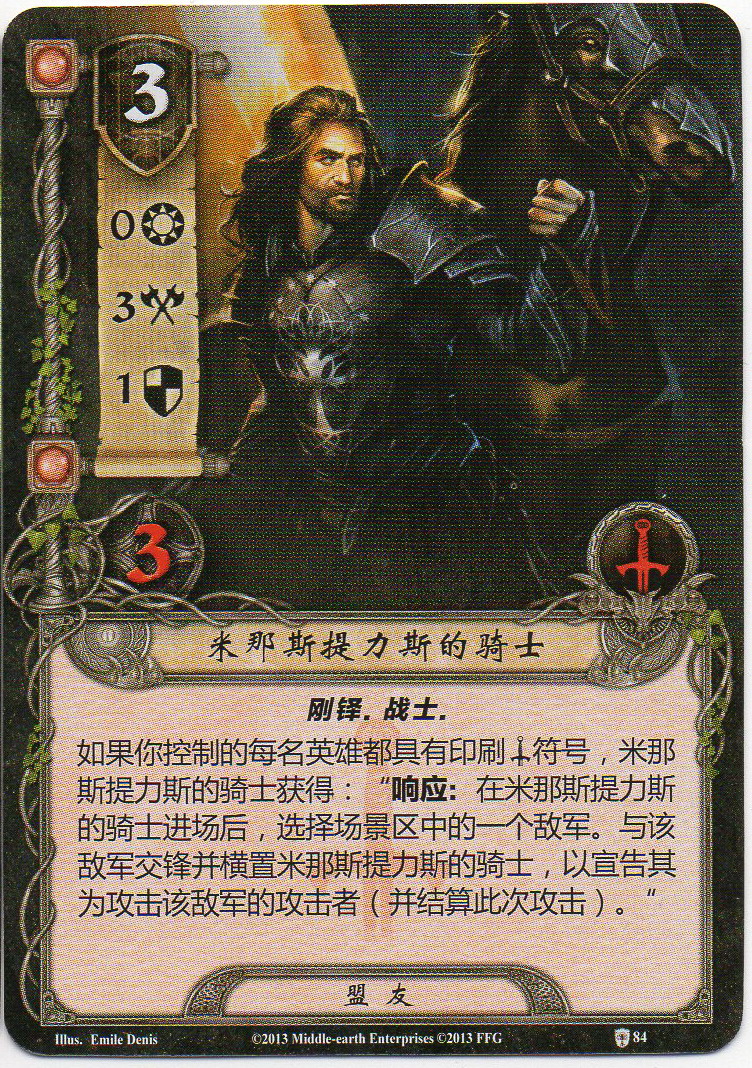 3
0
3
1
3
米那斯提力斯的骑士
刚铎. 战士.
如果你控制的每名英雄都具有印刷符号，米那
斯提力斯的骑士获得：“响应: 在米那斯提力斯
的骑士进场后，选择场景区中的一个敌军。与该
敌军交锋并横置米那斯提力斯的骑士，以宣告其
为攻击该敌军的攻击者（并结算此次攻击）。“
盟 友
Illus. Emile Denis ©2013 Middle-earth Enterprises ©2013 FFG 84